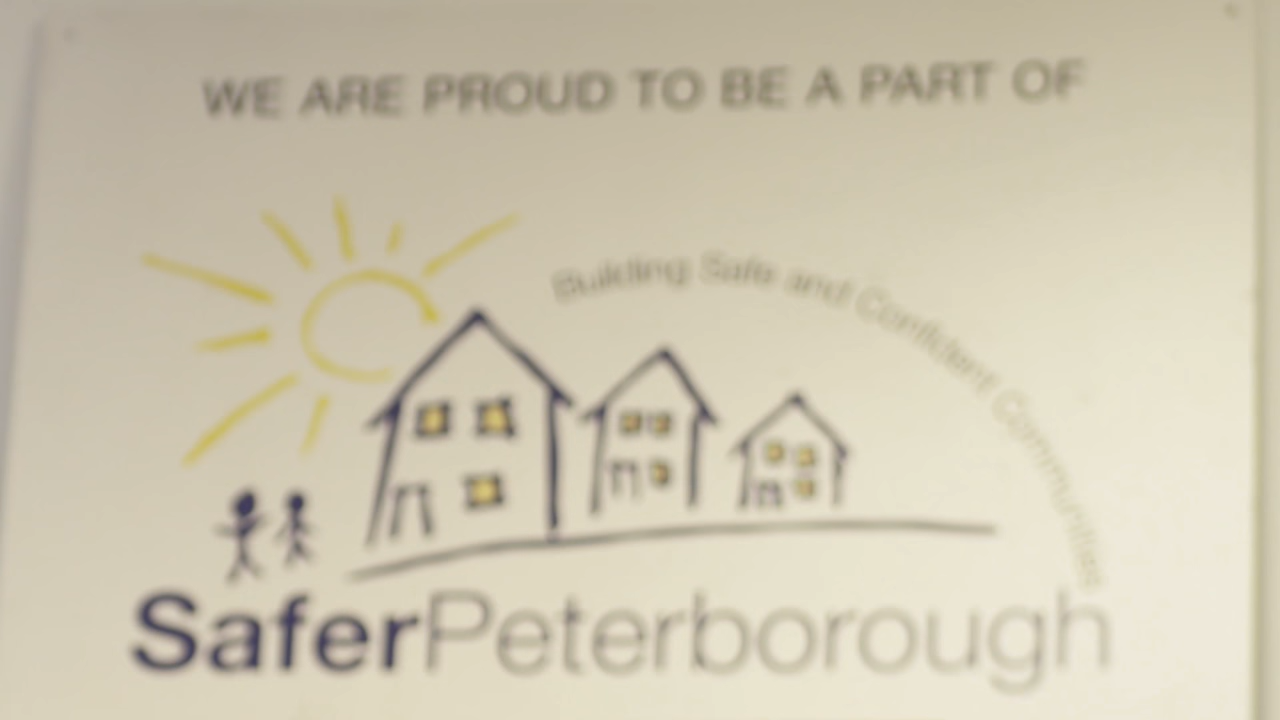 WE ARE PROUD TO BE A PART OF
Building Safe and Confident Communities
SaferPeterborough